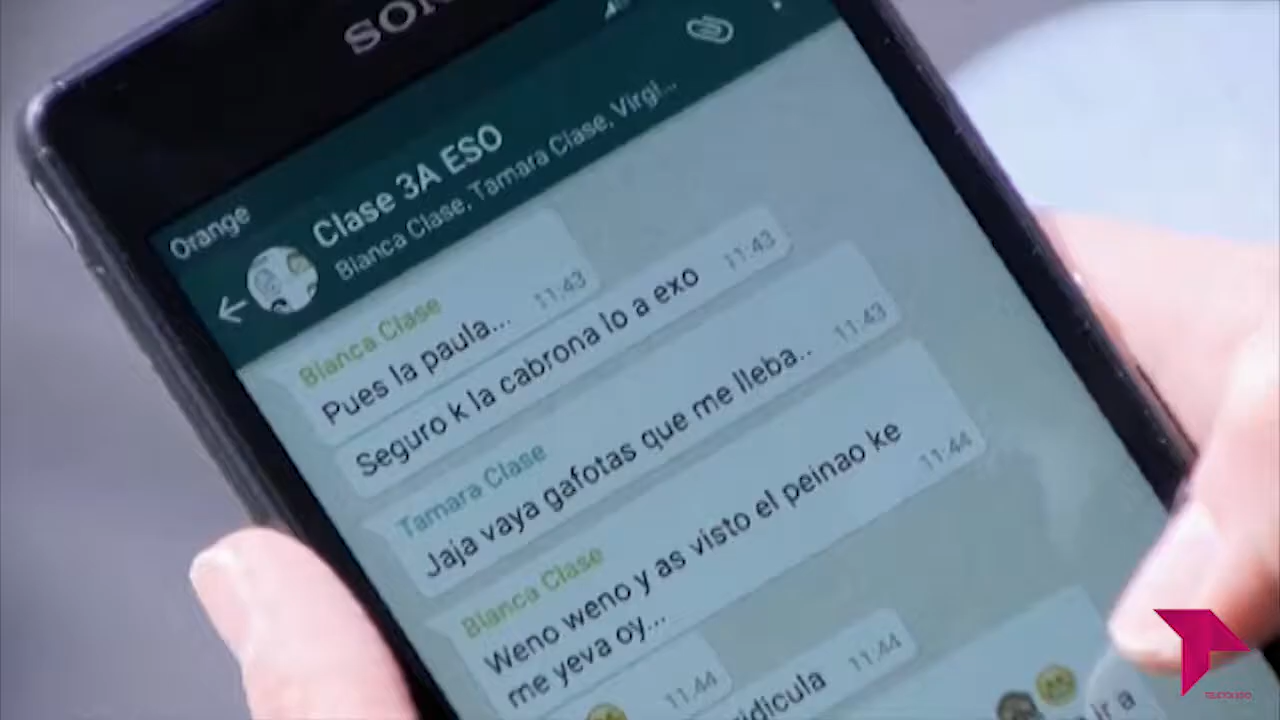 SONY
Orange
Clase 3A ESO
Blanca Clase, Tamara Clase, Virgi...
Blanca Clase
Pues la paula... 11:43
Seguro k la cabrona lo a exo 11:43
Tamara Clase
Jaja vaya gafotas que me lleba.. 11:43
Blanca Clase
Weno weno y as visto el peinao ke
me yeva oy... 11:44
11:44
ridicula 11:44
ir a